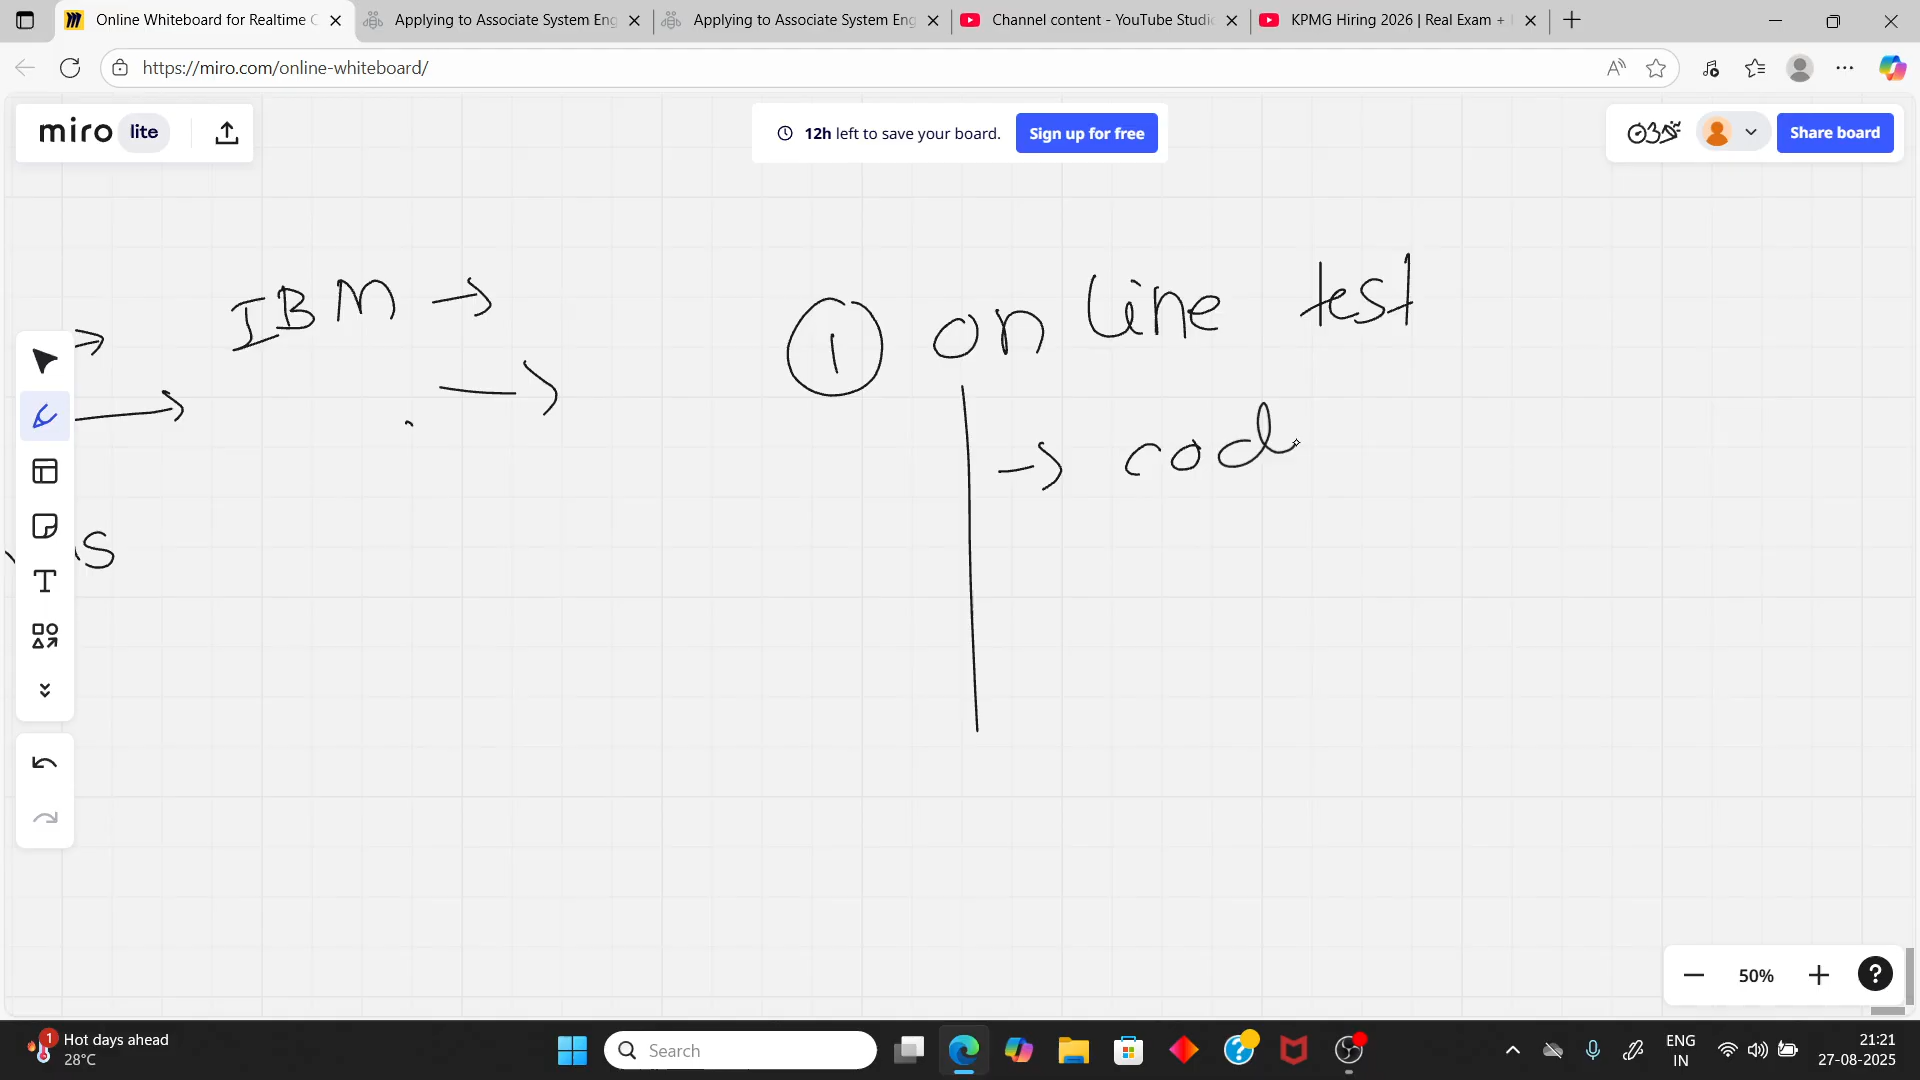 Online Whiteboard for Realtime C
Applying to Associate System Eng
Applying to Associate System Eng
Channel content - YouTube Studio
KPMG Hiring 2026 | Real Exam +
https://miro.com/online-whiteboard/
miro lite
12h left to save your board.
Sign up for free
Share board
IBM →
→
① on line test
→ cod
s
T
50%
?
1
Hot days ahead
28°C
Search
ENG
IN
21:21
27-08-2025